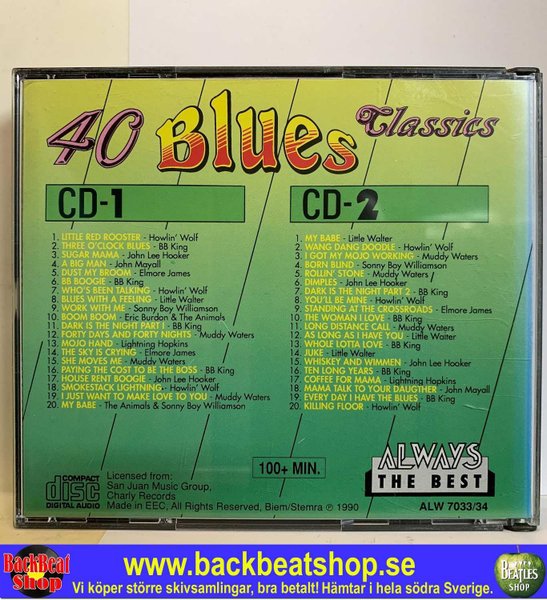 40 Blues Classics
CD-1
1. LITTLE RED ROOSTER - Howlin' Wolf
2. THREE O'CLOCK BLUES - BB King
3. SUGAR MAMA - John Lee Hooker
4. A BIG MAN - John Mayall
5. DUST MY BROOM - Elmore James
6. BB BOOGIE - BB King
7. WHO'S BEEN TALKING - Howlin' Wolf
8. BLUES WITH A FEELING - Little Walter
9. WORK WITH ME - Sonny Boy Williamson
10. BOOM BOOM - Eric Burdon & The Animals
11. DARK IS THE NIGHT PART I. - BB King
12. FORTY DAYS AND FORTY NIGHTS - Muddy Waters
13. MOJO HAND - Lightning Hopkins
14. THE SKY IS CRYING - Elmore James
15. SHE MOVES ME - Muddy Waters
16. PAYING THE COST TO BE THE BOSS - BB King
17. HOUSE RENT BOOGIE - John Lee Hooker
18. SMOKESTACK LIGHTNING - Howlin' Wolf
19. I JUST WANT TO MAKE LOVE TO YOU - Muddy Waters
20. MY BABE - The Animals & Sonny Boy Williamson
CD-2
1. MY BABE - Little Walter
2. WANG DANG DOODLE - Howlin' Wolf
3. I GOT MY MOJO WORKING - Muddy Waters
4. BORN BLIND - Sonny Boy Williamson
5. ROLLIN' STONE - Muddy Waters
6. DIMPLES - John Lee Hooker
7. DARK IS THE NIGHT PART 2 - BB King
8. YOU'LL BE MINE - Howlin' Wolf
9. STANDING AT THE CROSSROADS - Elmore James
10. THE WOMAN I LOVE - BB King
11. LONG DISTANCE CALL - Muddy Waters
12. AS LONG AS I HAVE YOU - Little Walter
13. WHOLE LOTTA LOVE - BB King
14. JUKE - Little Walter
15. WHISKEY AND WIMMEN - John Lee Hooker
16. TEN LONG YEARS - BB King
17. COFFEE FOR MAMA - Lightning Hopkins
18. MAMA TALK TO YOUR DAUGTHER - John Mayall
19. EVERY DAY I HAVE THE BLUES - BB King
20. KILLING FLOOR - Howlin' Wolf
COMPACT
disc
DIGITAL AUDIO
Licensed from:
San Juan Music Group,
Charly Records
Made in EEC, All Rights Reserved, Biem/Stemra ℗ 1990
100+ MIN.
ALWAYS
THE BEST
ALW 7033/34
BackBeat
Shop
www.backbeatshop.se
Vi köper större skivsamlingar, bra betalt! Hämtar i hela södra Sverige.
BEATLES
SHOP